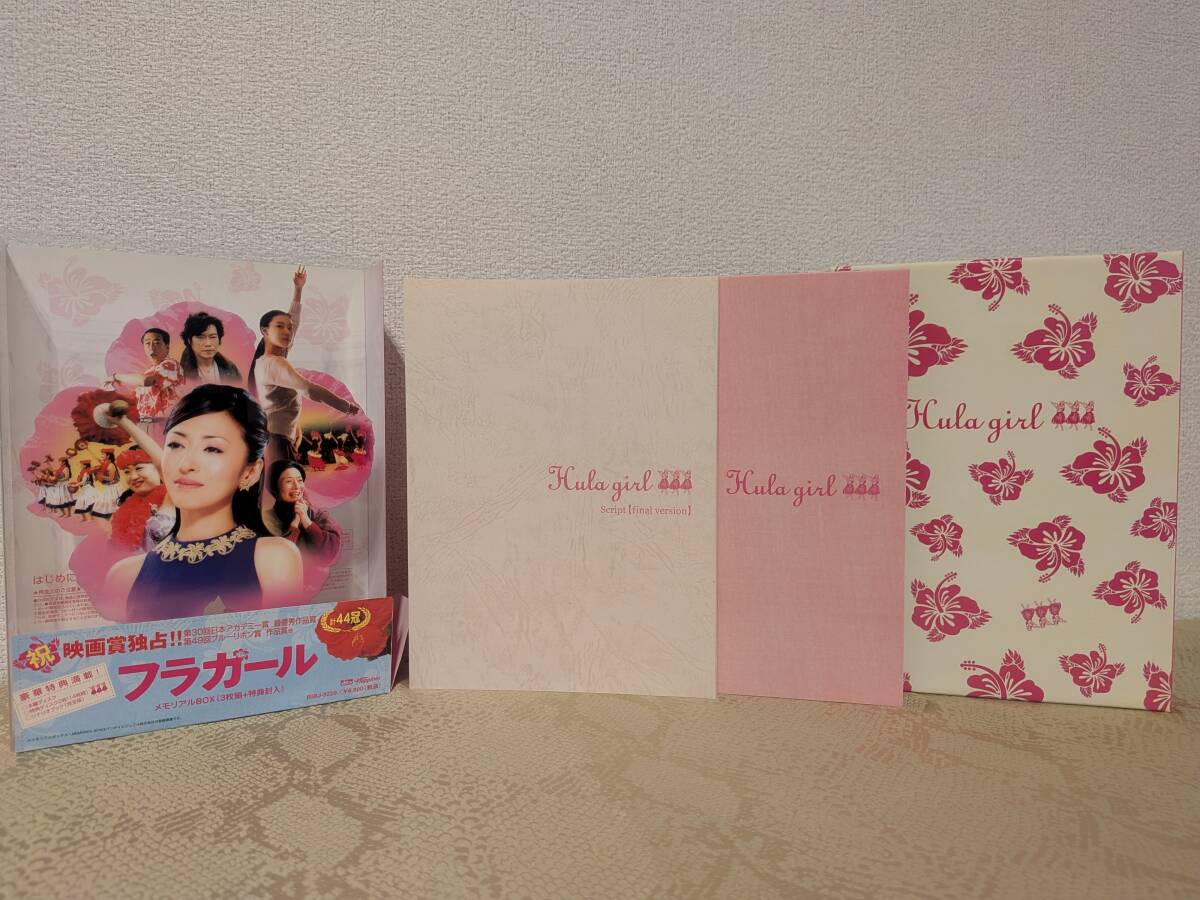 はじめに
祝
映画賞独占!!
第30回日本アカデミー賞 最優秀作品賞
第49回ブルーリボン賞 作品賞他
計44冠
豪華特典満載!
フラガール
メモリアルBOX(3枚組+特典封入)
Hula girl
Script【final version】
Hula girl
Hula girl